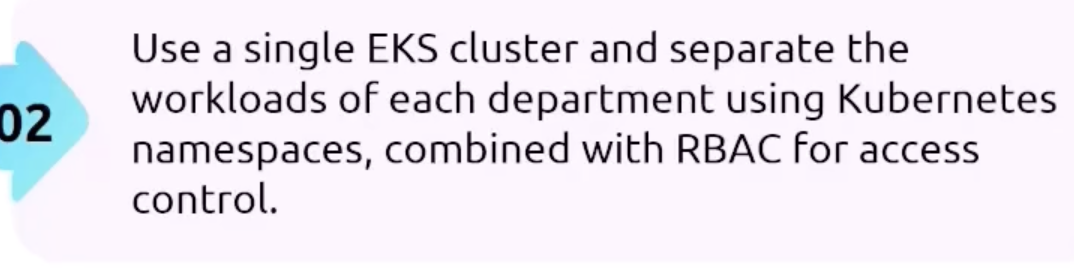 02
Use a single EKS cluster and separate the
workloads of each department using Kubernetes
namespaces, combined with RBAC for access
control.